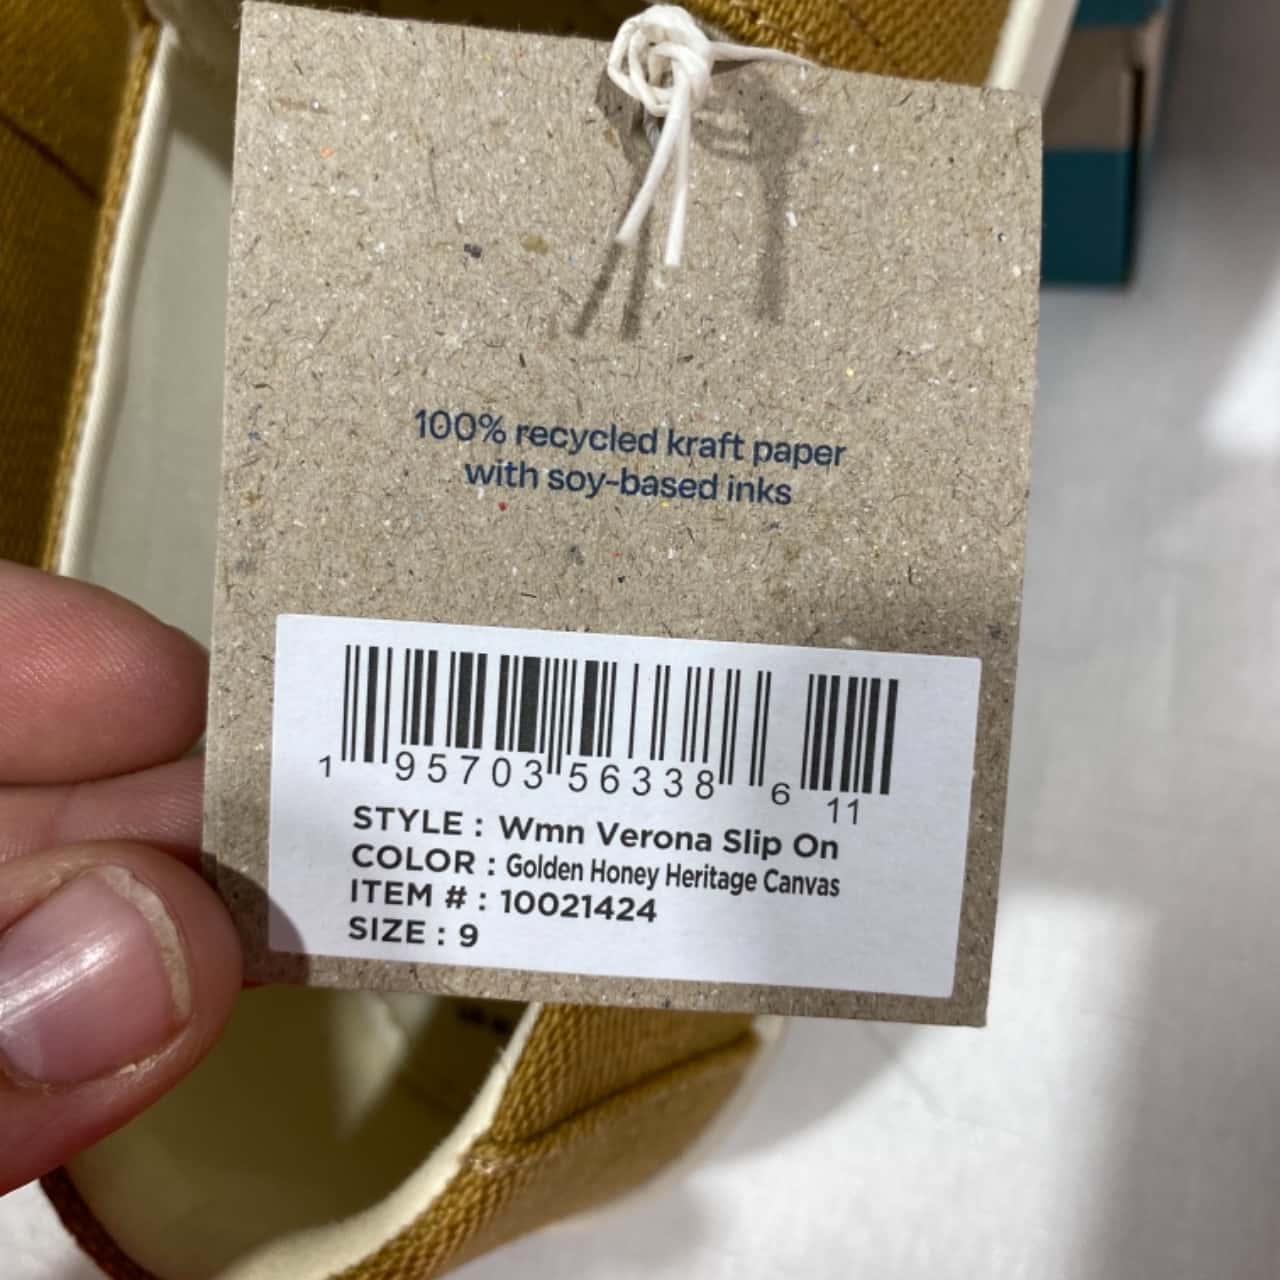 100% recycled kraft paper
with soy-based inks
1 95703 56338 6 11
STYLE : Wmn Verona Slip On
COLOR : Golden Honey Heritage Canvas
ITEM # : 10021424
SIZE : 9